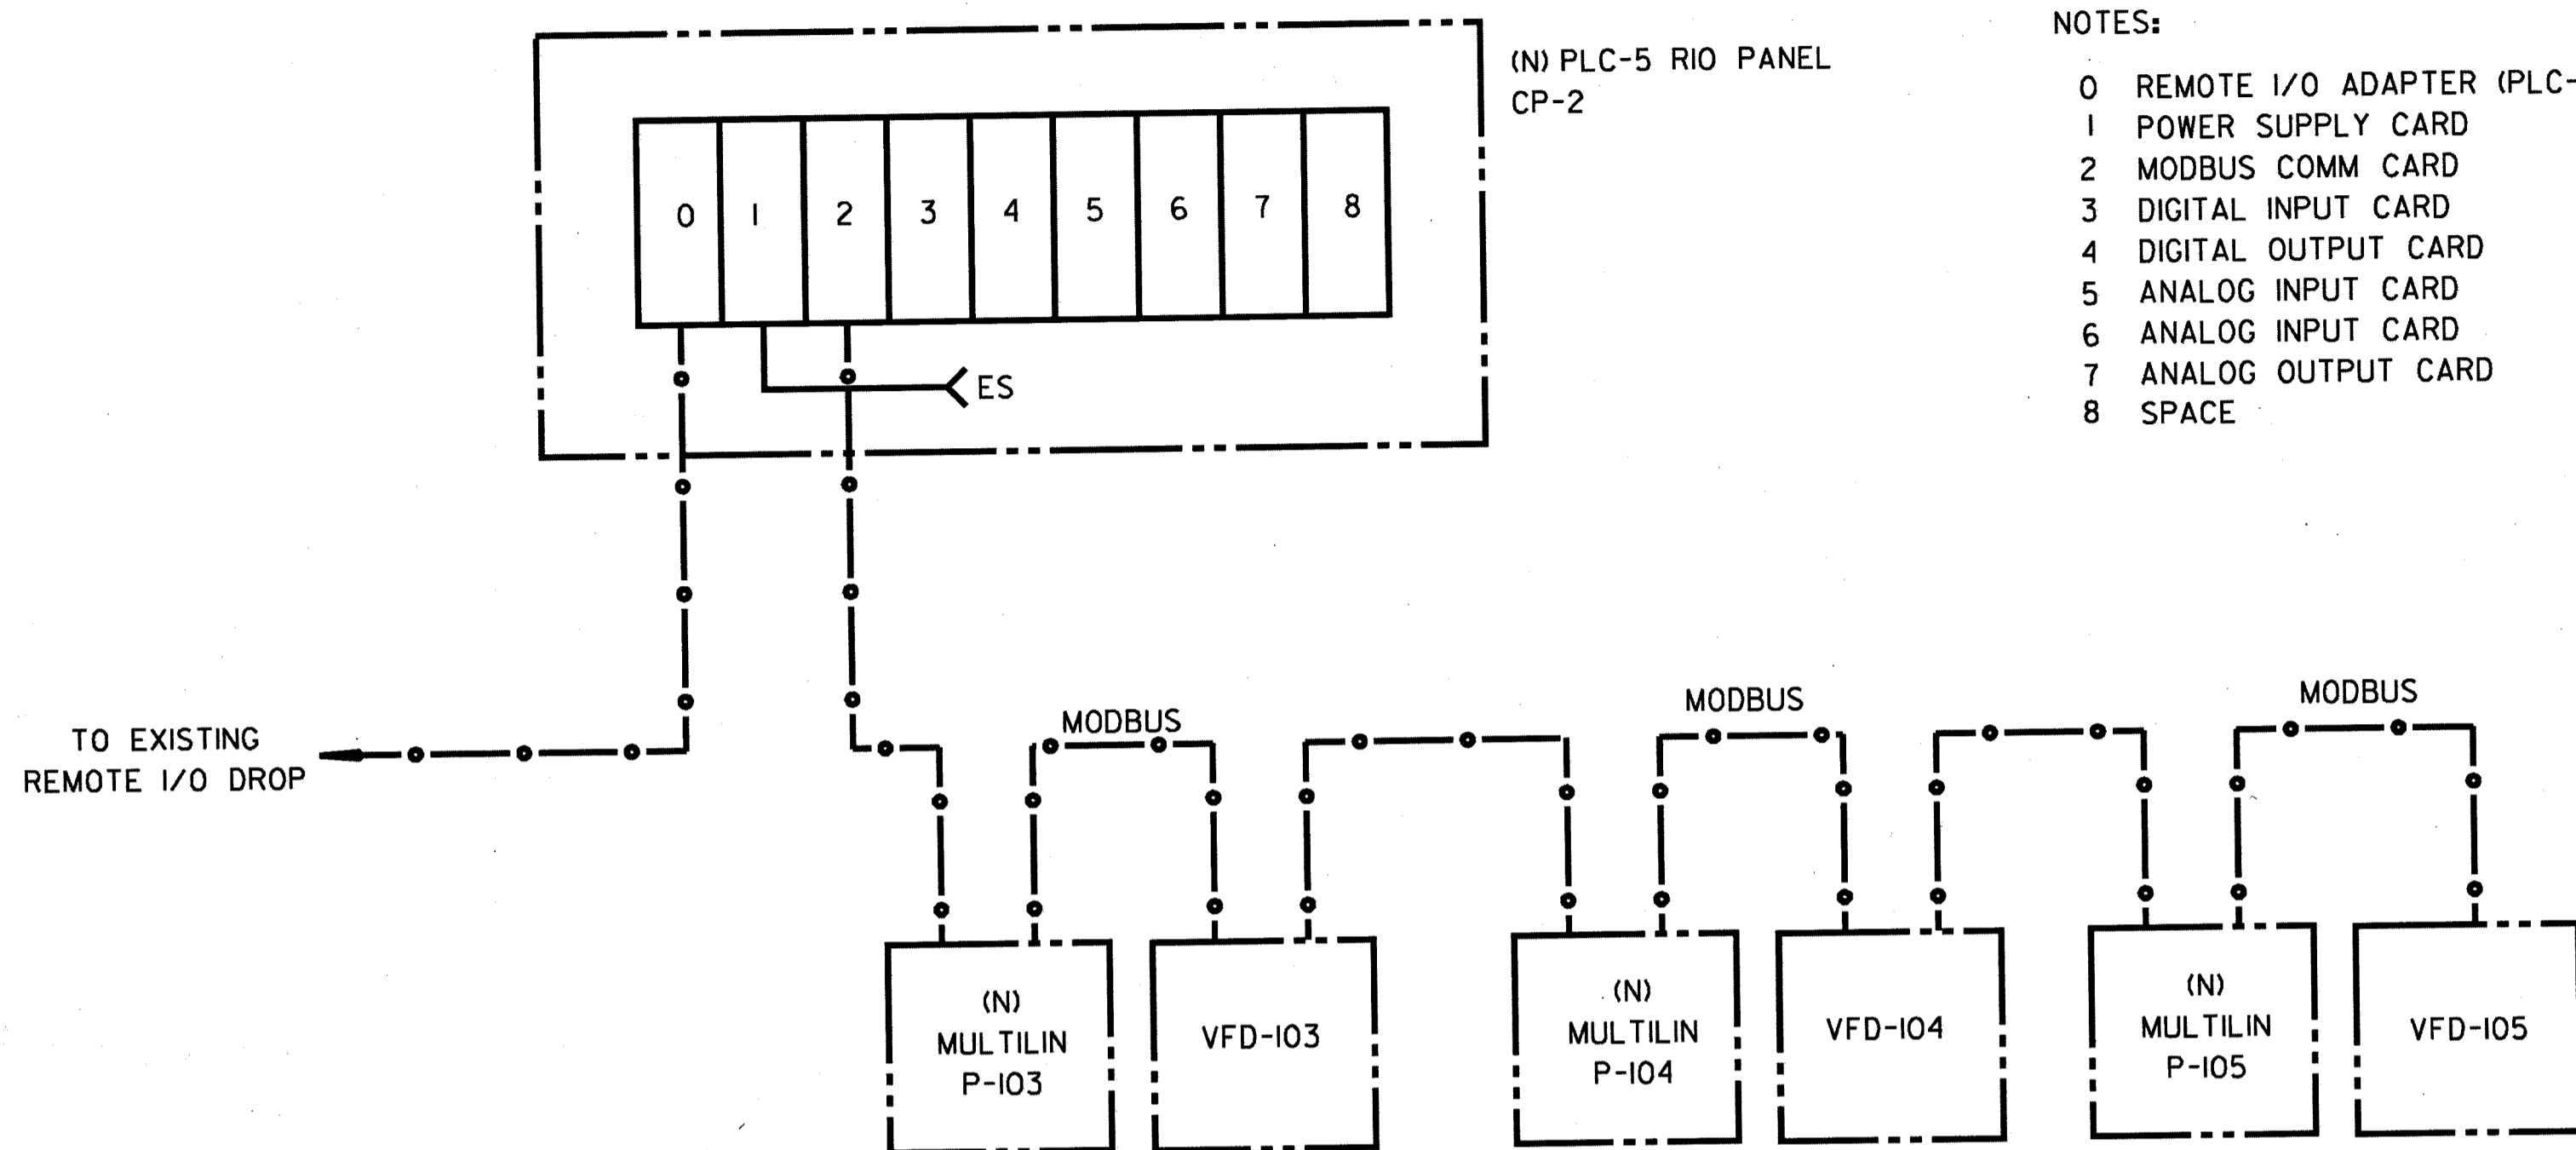 (N) PLC-5 RIO PANEL
CP-2
NOTES:
0 REMOTE I/O ADAPTER (PLC-
1 POWER SUPPLY CARD
2 MODBUS COMM CARD
3 DIGITAL INPUT CARD
4 DIGITAL OUTPUT CARD
5 ANALOG INPUT CARD
6 ANALOG INPUT CARD
7 ANALOG OUTPUT CARD
8 SPACE
0 1 2 3 4 5 6 7 8
ES
TO EXISTING
REMOTE I/O DROP
MODBUS
MODBUS
MODBUS
(N)
MULTILIN
P-103
VFD-103
(N)
MULTILIN
P-104
VFD-104
(N)
MULTILIN
P-105
VFD-105